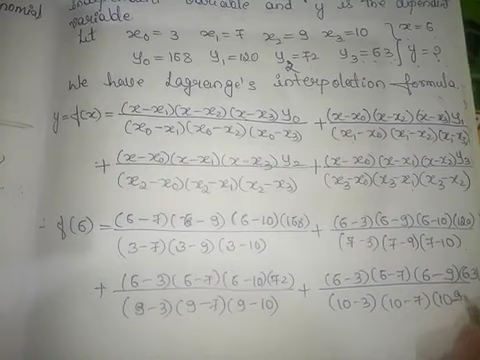 independent variable and y is the dependent
variable
Let x₀ = 3 x₁ = 7 x₂ = 9 x₃ = 10 } x = 6
y₀ = 168 y₁ = 120 y₂ = 72 y₃ = 63 } y = ?
We have Lagrange's interpolation formula.
y = f(x) = (x-x₁)(x-x₂)(x-x₃)y₀ / (x₀-x₁)(x₀-x₂)(x₀-x₃) + (x-x₀)(x-x₂)(x-x₃)y₁ / (x₁-x₀)(x₁-x₂)(x₁-x₃)
+ (x-x₀)(x-x₁)(x-x₃)y₂ / (x₂-x₀)(x₂-x₁)(x₂-x₃) + (x-x₀)(x-x₁)(x-x₂)y₃ / (x₃-x₀)(x₃-x₁)(x₃-x₂)
∴ f(6) = (6-7)(6-9)(6-10)(168) / (3-7)(3-9)(3-10) + (6-3)(6-9)(6-10)(120) / (7-3)(7-9)(7-10)
+ (6-3)(6-7)(6-10)(72) / (9-3)(9-7)(9-10) + (6-3)(6-7)(6-9)(63 / (10-3)(10-7)(109